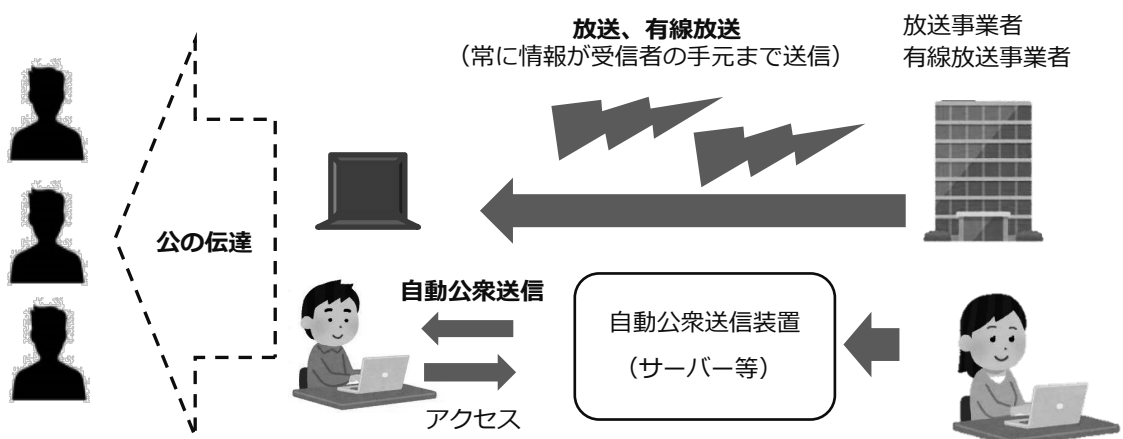 放送、有線放送
（常に情報が受信者の手元まで送信）
放送事業者
有線放送事業者
公の伝達
自動公衆送信
アクセス
自動公衆送信装置
（サーバー等）